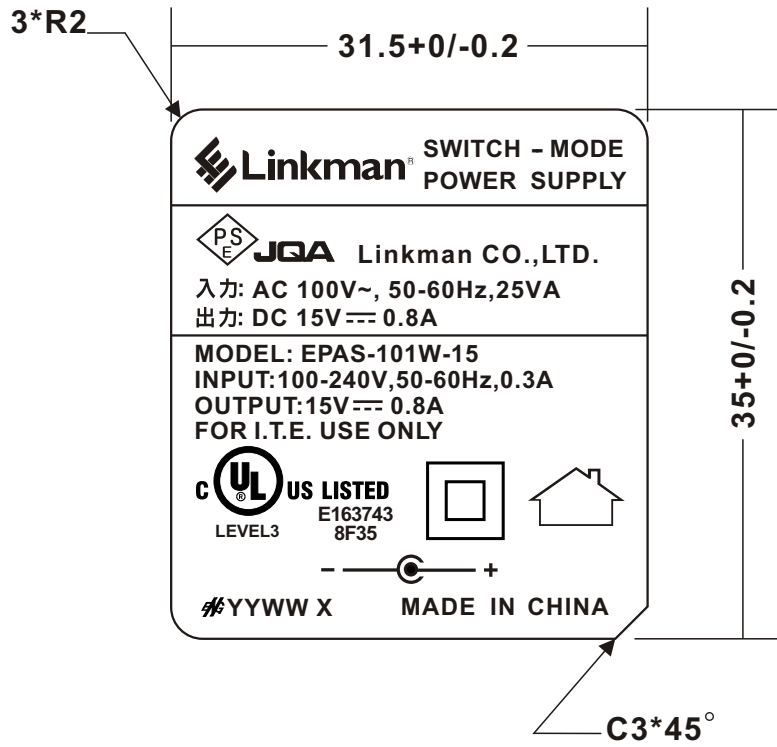 3*R2
31.5+0/-0.2
Linkman® SWITCH - MODE
POWER SUPPLY
PSE JQA Linkman CO.,LTD.
入力: AC 100V~, 50-60Hz,25VA
出力: DC 15V⎓ 0.8A
MODEL: EPAS-101W-15
INPUT:100-240V,50-60Hz,0.3A
OUTPUT:15V⎓ 0.8A
FOR I.T.E. USE ONLY
C UL® US LISTED
LEVEL3
E163743
8F35
- +
YYWW X MADE IN CHINA
35+0/-0.2
C3*45°